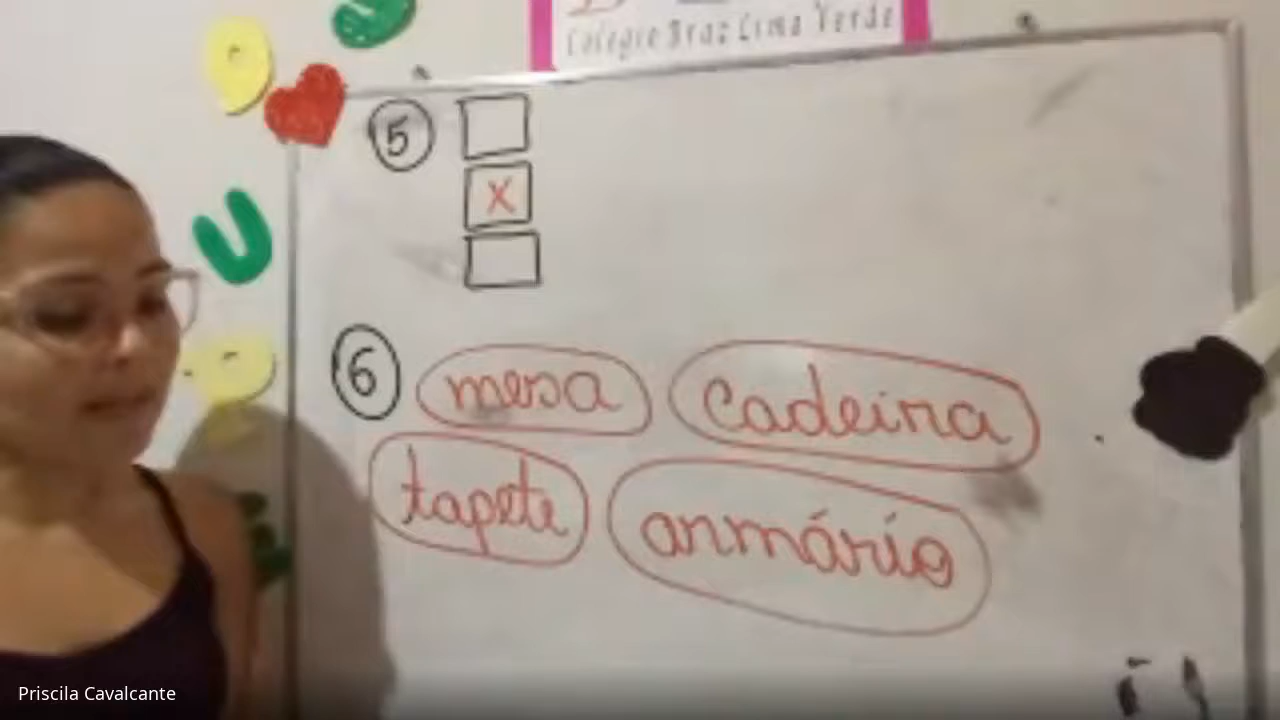 Colégio Braz Lima Verde
5
X
6 mesa cadeira
tapete armário
Priscila Cavalcante